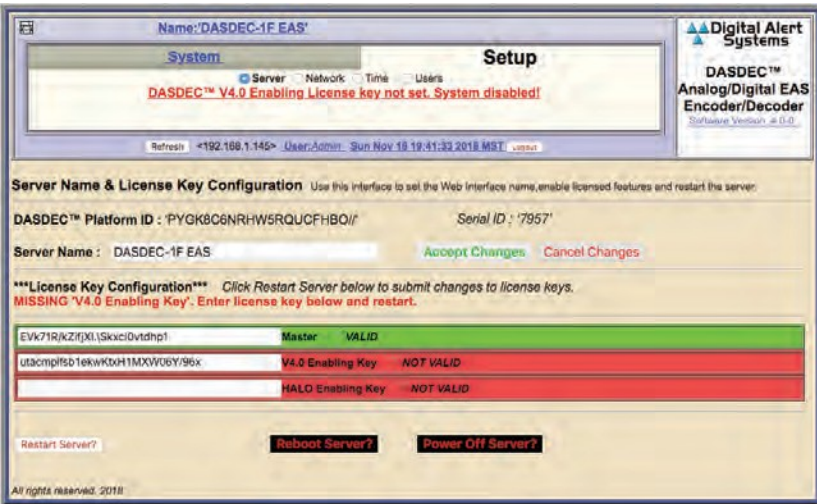 Name:'DASDEC-1F EAS'
System
Setup
Server Network Time Users
DASDEC™ V4.0 Enabling License key not set. System disabled!
Refresh <192.168.1.145> User:Admin Sun Nov 18 19:41:33 2018 MST Logout
Digital Alert
Systems
DASDEC™
Analog/Digital EAS
Encoder/Decoder
Software Version 4.0-0
Server Name & License Key Configuration Use this interface to set the Web Interface name,enable licensed features and restart the server.
DASDEC™ Platform ID : 'PYGK8C6NRHW5RQUCFHBO//' Serial ID : '7957'
Server Name : DASDEC-1F EAS Accept Changes Cancel Changes
***License Key Configuration*** Click Restart Server below to submit changes to license keys.
MISSING 'V4.0 Enabling Key'. Enter license key below and restart.
Master VALID
V4.0 Enabling Key NOT VALID
HALO Enabling Key NOT VALID
Restart Server? Reboot Server? Power Off Server?
All rights reserved. 2018